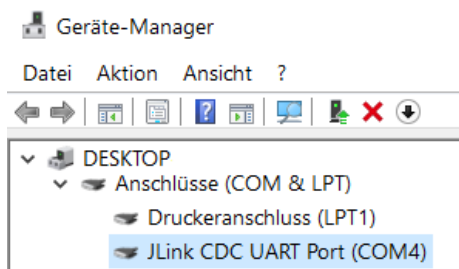 Geräte-Manager
Datei Aktion Ansicht ?
DESKTOP
Anschlüsse (COM & LPT)
Druckeranschluss (LPT1)
JLink CDC UART Port (COM4)